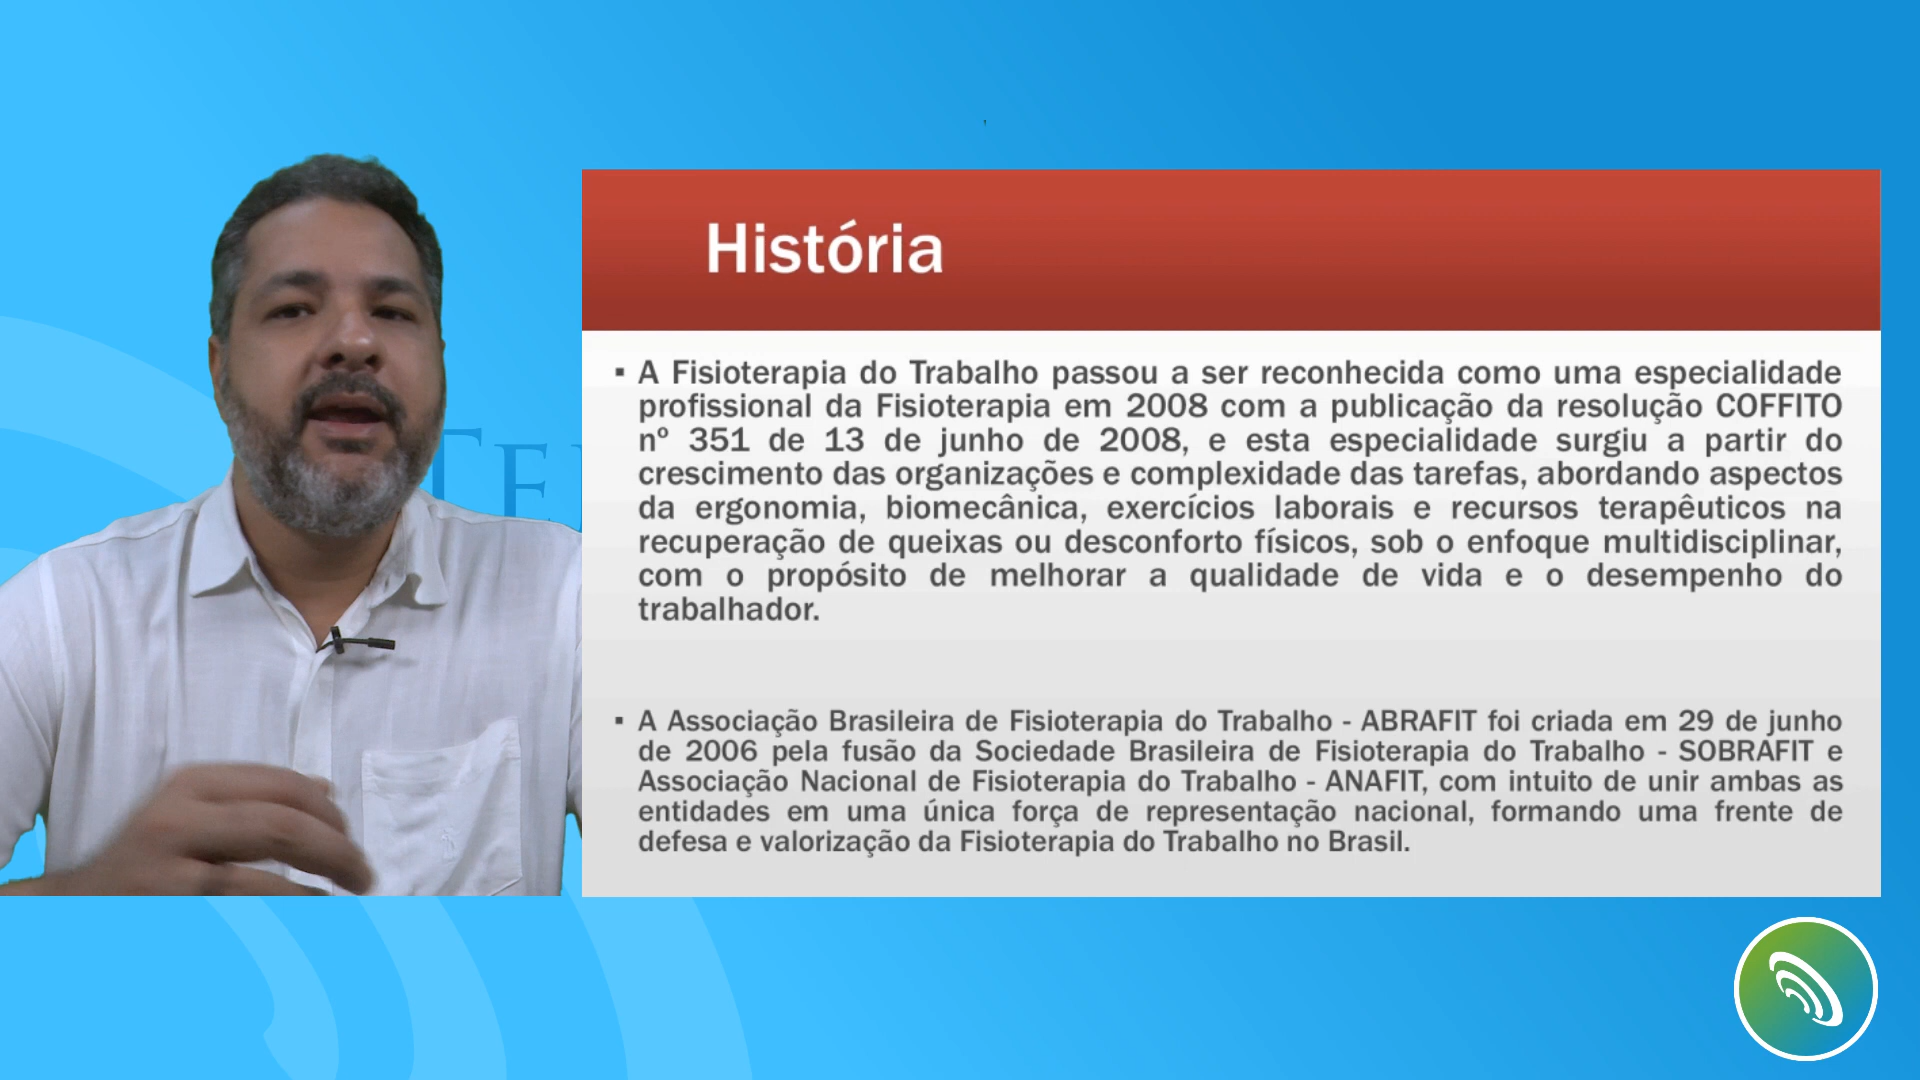 História
▪ A Fisioterapia do Trabalho passou a ser reconhecida como uma especialidade
profissional da Fisioterapia em 2008 com a publicação da resolução COFFITO
nº 351 de 13 de junho de 2008, e esta especialidade surgiu a partir do
crescimento das organizações e complexidade das tarefas, abordando aspectos
da ergonomia, biomecânica, exercícios laborais e recursos terapêuticos na
recuperação de queixas ou desconforto físicos, sob o enfoque multidisciplinar,
com o propósito de melhorar a qualidade de vida e o desempenho do
trabalhador.
▪ A Associação Brasileira de Fisioterapia do Trabalho - ABRAFIT foi criada em 29 de junho
de 2006 pela fusão da Sociedade Brasileira de Fisioterapia do Trabalho - SOBRAFIT e
Associação Nacional de Fisioterapia do Trabalho - ANAFIT, com intuito de unir ambas as
entidades em uma única força de representação nacional, formando uma frente de
defesa e valorização da Fisioterapia do Trabalho no Brasil.